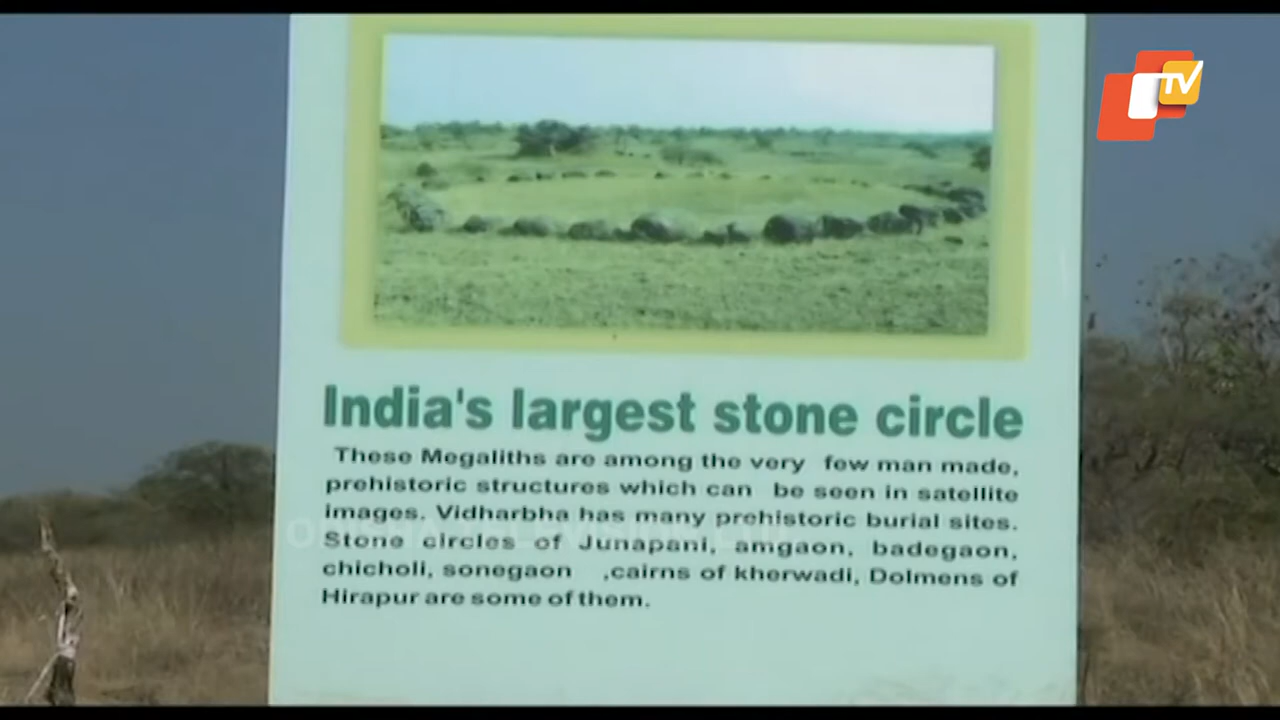 TV
India's largest stone circle
These Megaliths are among the very few man made,
prehistoric structures which can be seen in satellite
images. Vidharbha has many prehistoric burial sites.
Stone circles of Junapani, amgaon, badegaon,
chicholi, sonegaon ,cairns of kherwadi, Dolmens of
Hirapur are some of them.